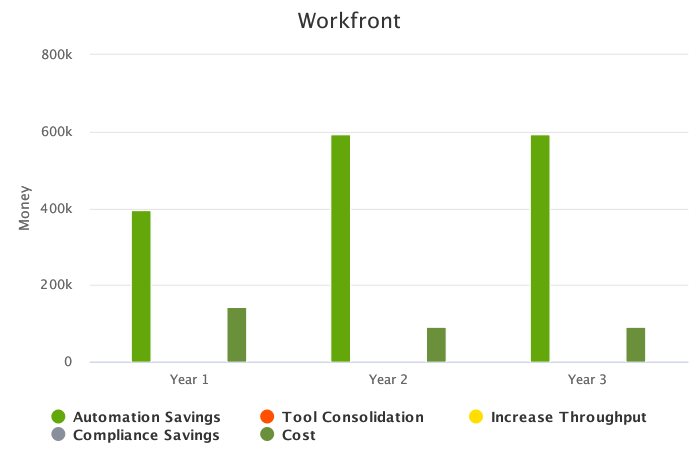 Workfront
800k
600k
400k
200k
0
Money
Year 1
Year 2
Year 3
Automation Savings
Tool Consolidation
Increase Throughput
Compliance Savings
Cost